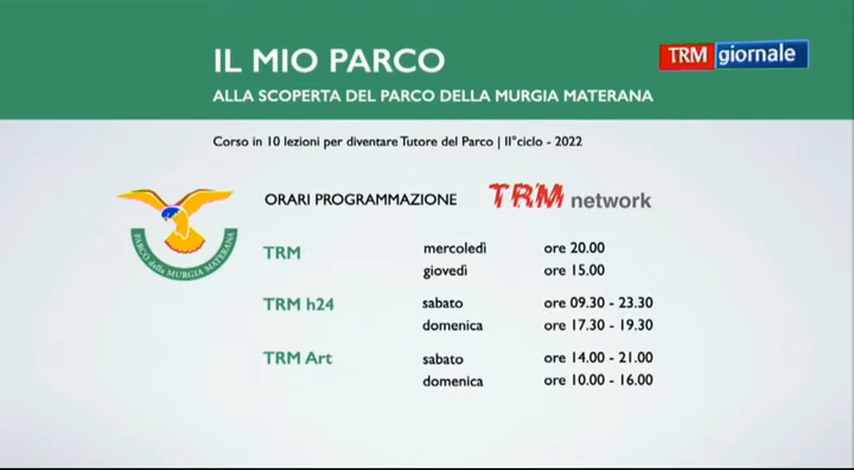 IL MIO PARCO
TRM giornale
ALLA SCOPERTA DEL PARCO DELLA MURGIA MATERANA
Corso in 10 lezioni per diventare Tutore del Parco | II°ciclo - 2022
PARCO della MURGIA MATERANA
ORARI PROGRAMMAZIONE TRM network
TRM mercoledì ore 20.00
giovedì ore 15.00
TRM h24 sabato ore 09.30 - 23.30
domenica ore 17.30 - 19.30
TRM Art sabato ore 14.00 - 21.00
domenica ore 10.00 - 16.00